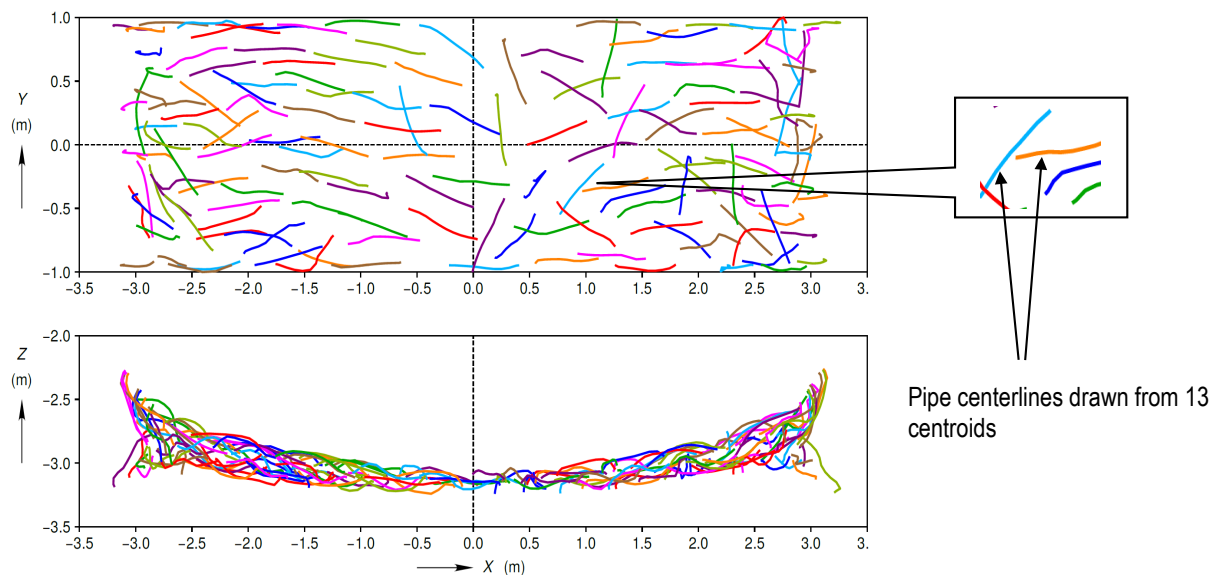 1.0
0.5
Y
(m)
0.0
−0.5
−1.0
−3.5 −3.0 −2.5 −2.0 −1.5 −1.0 −0.5 0.0 0.5 1.0 1.5 2.0 2.5 3.0 3.
−2.0
Z
(m)
−2.5
−3.0
−3.5
−3.5 −3.0 −2.5 −2.0 −1.5 −1.0 −0.5 0.0 0.5 1.0 1.5 2.0 2.5 3.0 3.
X (m)
Pipe centerlines drawn from 13
centroids